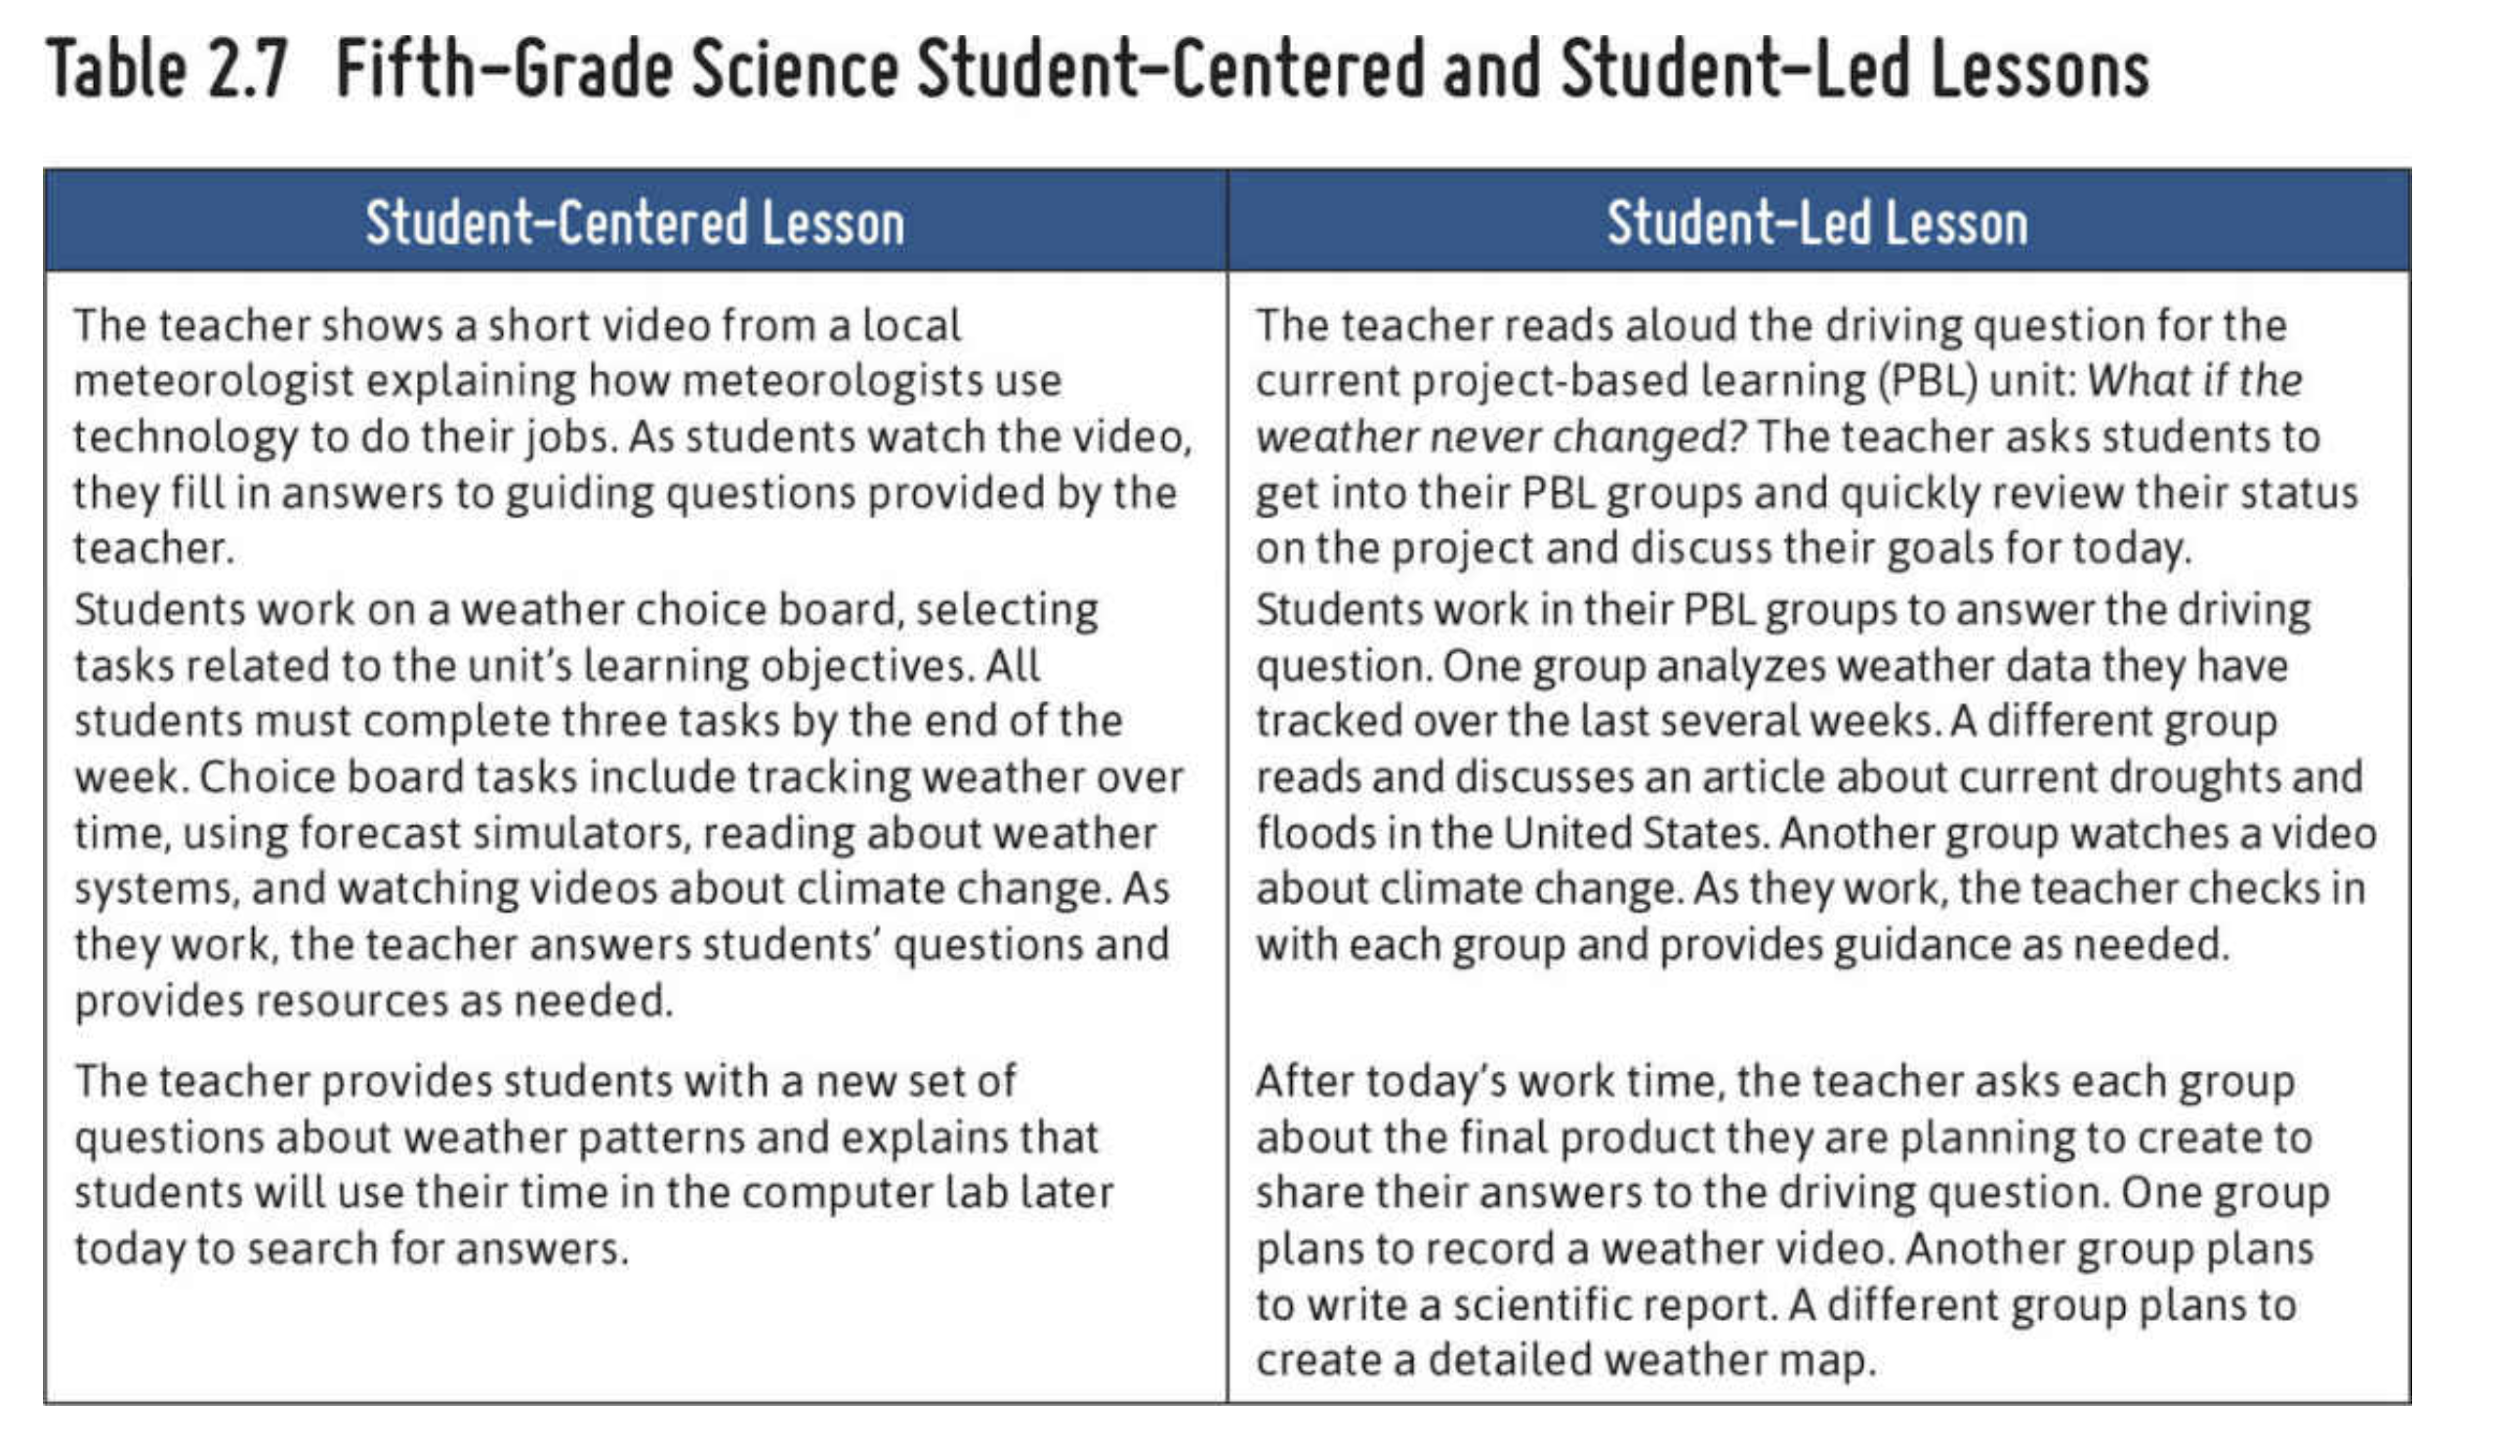 Table 2.7 Fifth-Grade Science Student-Centered and Student-Led Lessons
Student-Centered Lesson
The teacher shows a short video from a local
meteorologist explaining how meteorologists use
technology to do their jobs. As students watch the video,
they fill in answers to guiding questions provided by the
teacher.
Students work on a weather choice board, selecting
tasks related to the unit's learning objectives. All
students must complete three tasks by the end of the
week. Choice board tasks include tracking weather over
time, using forecast simulators, reading about weather
systems, and watching videos about climate change. As
they work, the teacher answers students' questions and
provides resources as needed.
The teacher provides students with a new set of
questions about weather patterns and explains that
students will use their time in the computer lab later
today to search for answers.
Student-Led Lesson
The teacher reads aloud the driving question for the
current project-based learning (PBL) unit: What if the
weather never changed? The teacher asks students to
get into their PBL groups and quickly review their status
on the project and discuss their goals for today.
Students work in their PBL groups to answer the driving
question. One group analyzes weather data they have
tracked over the last several weeks. A different group
reads and discusses an article about current droughts and
floods in the United States. Another group watches a video
about climate change. As they work, the teacher checks in
with each group and provides guidance as needed.
After today's work time, the teacher asks each group
about the final product they are planning to create to
share their answers to the driving question. One group
plans to record a weather video. Another group plans
to write a scientific report. A different group plans to
create a detailed weather map.